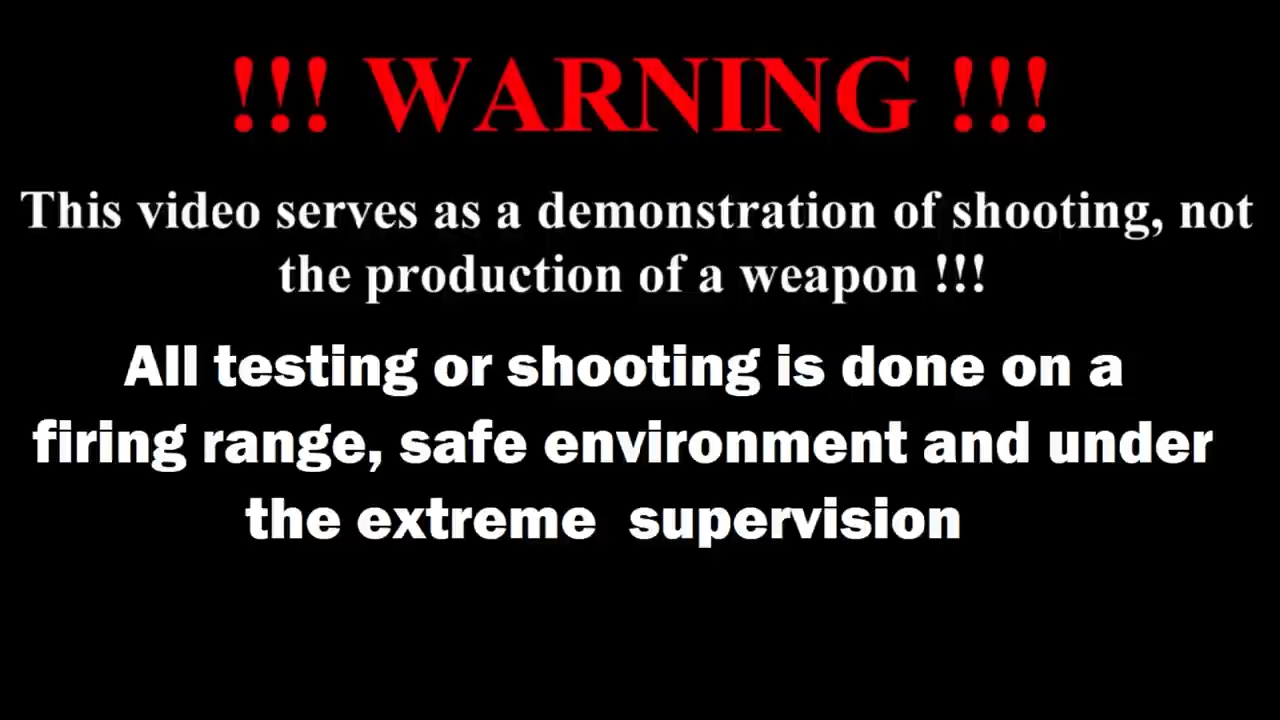 !!! WARNING !!!
This video serves as a demonstration of shooting, not
the production of a weapon !!!
All testing or shooting is done on a
firing range, safe environment and under
the extreme  supervision